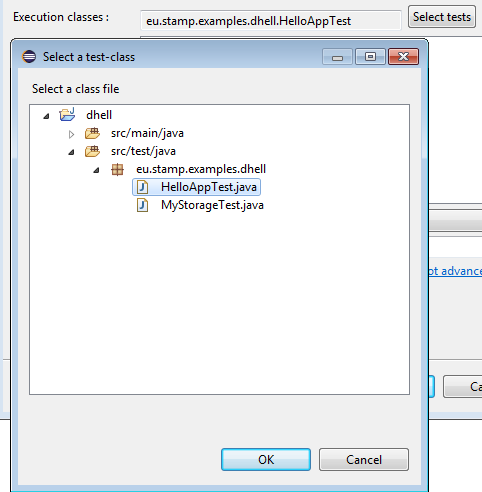 Execution classes :
eu.stamp.examples.dhell.HelloAppTest
Select tests
Select a test-class
Select a class file
dhell
src/main/java
src/test/java
eu.stamp.examples.dhell
HelloAppTest.java
MyStorageTest.java
ot advance
Ca
OK
Cancel